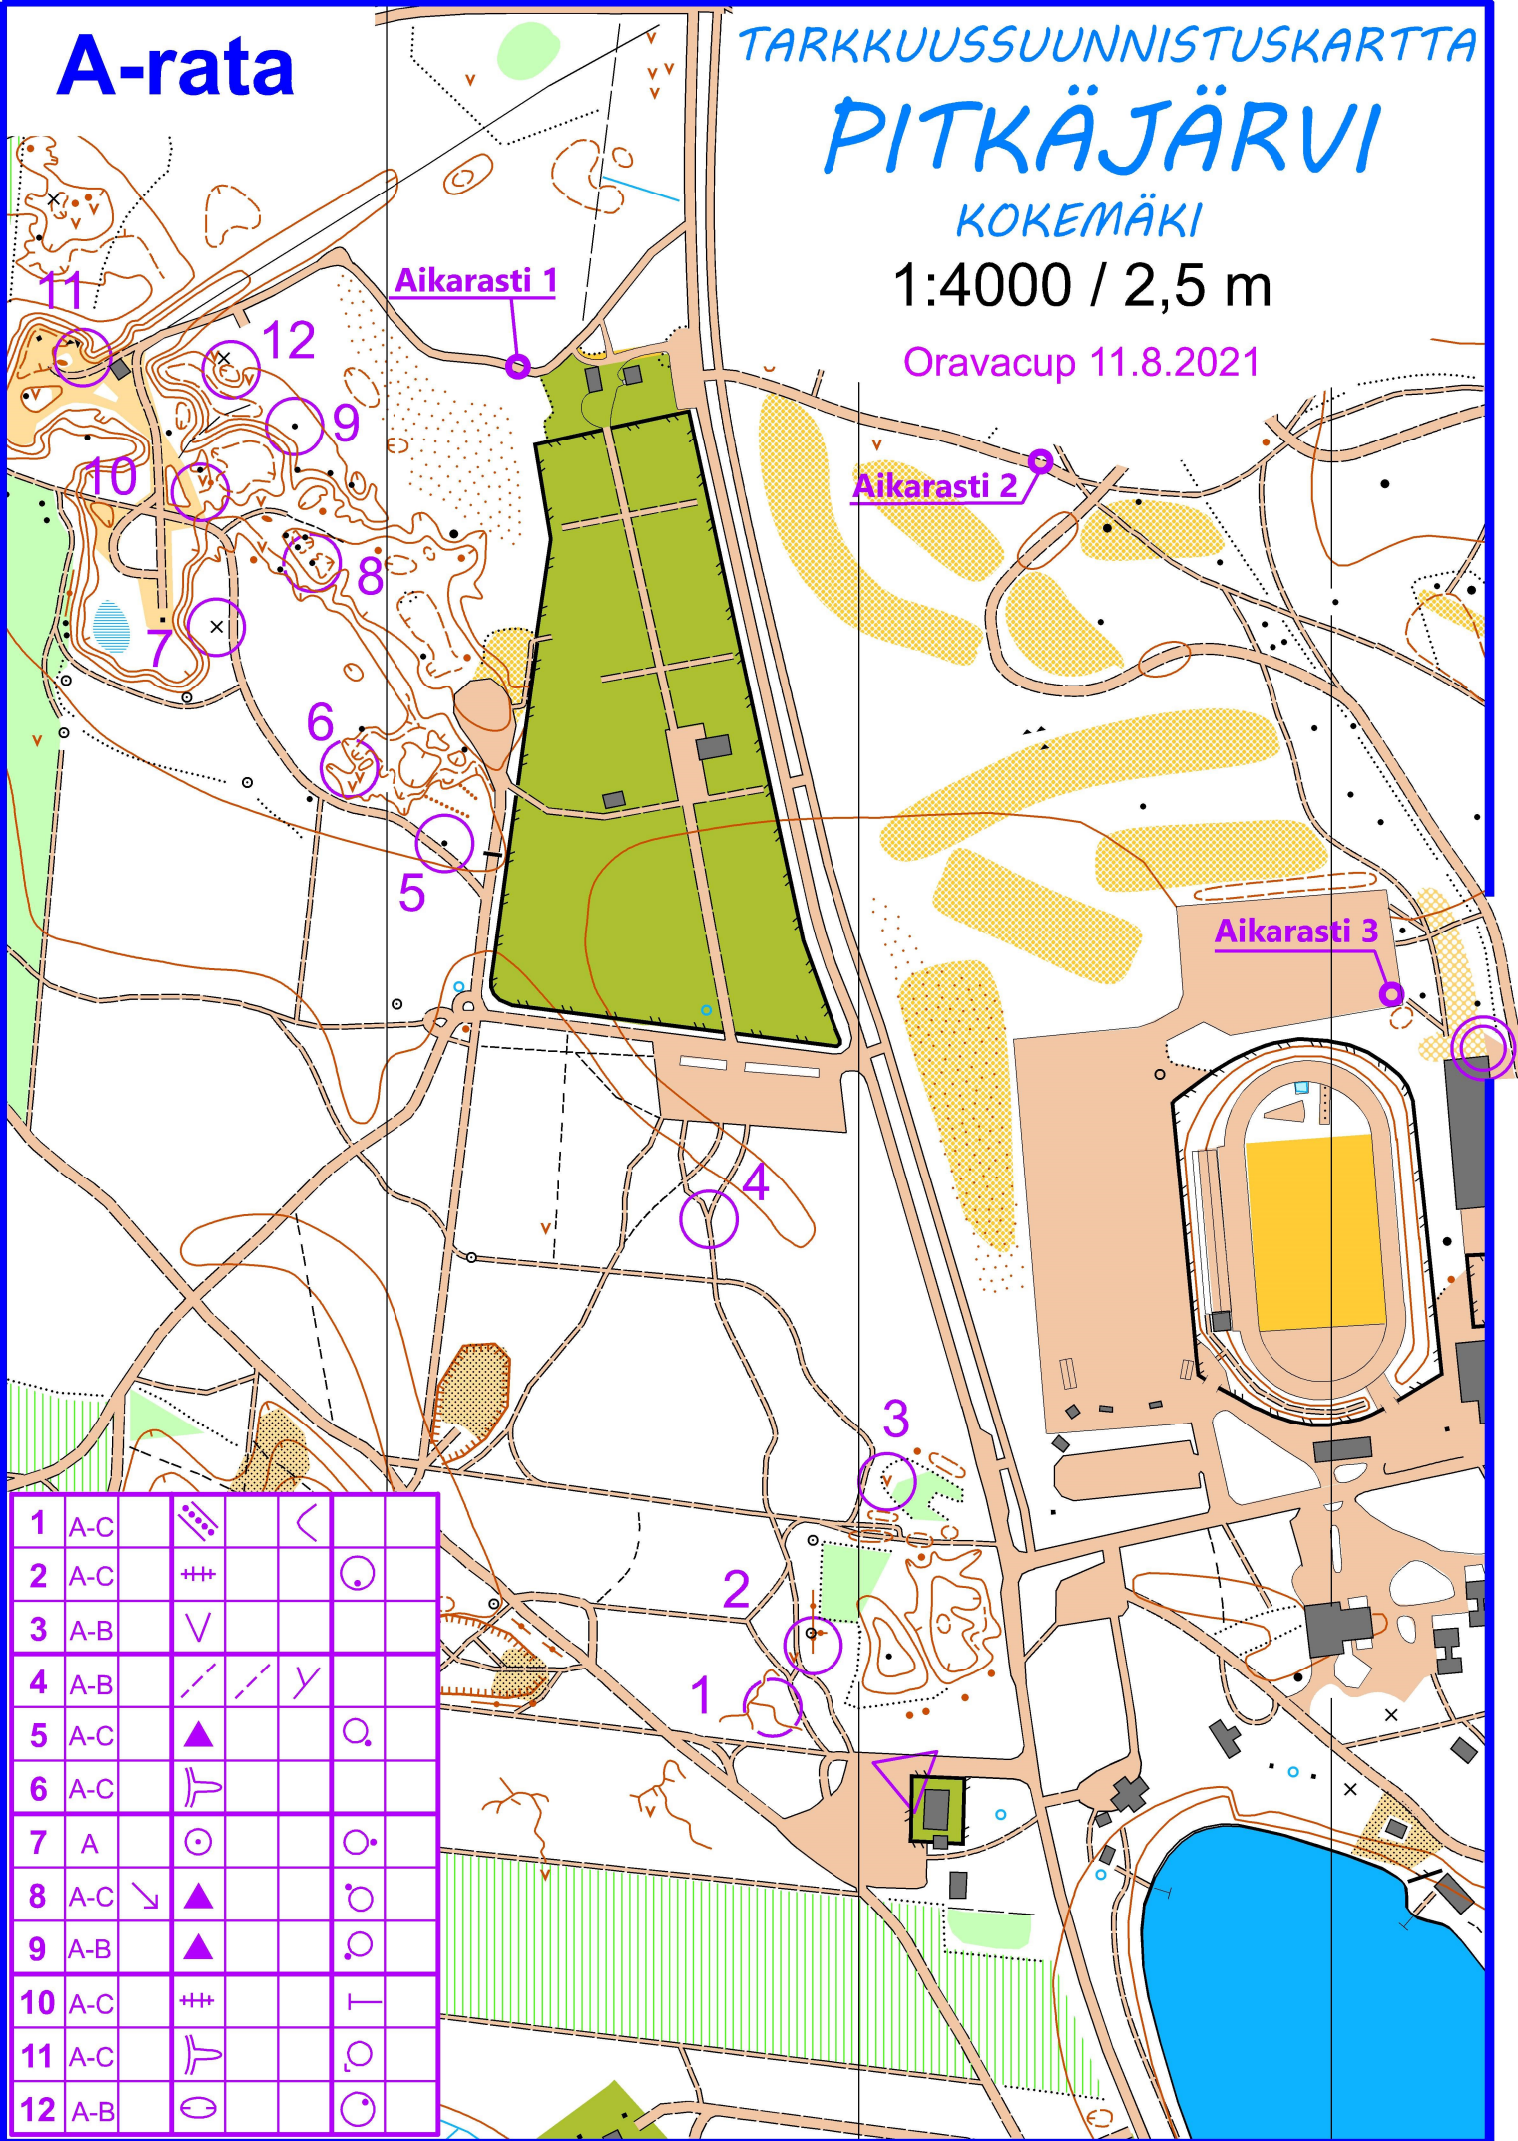 A-rata
TARKKUUSSUUNNISTUSKARTTA
PITKÄJÄRVI
KOKEMÄKI
1:4000 / 2,5 m
Oravacup 11.8.2021
Aikarasti 1
11
12
9
Aikarasti 2
10
8
7
6
5
Aikarasti 3
4
3
2
1
1 A-C
2 A-C
3 A-B
4 A-B
5 A-C
6 A-C
7 A
8 A-C
9 A-B
10 A-C
11 A-C
12 A-B